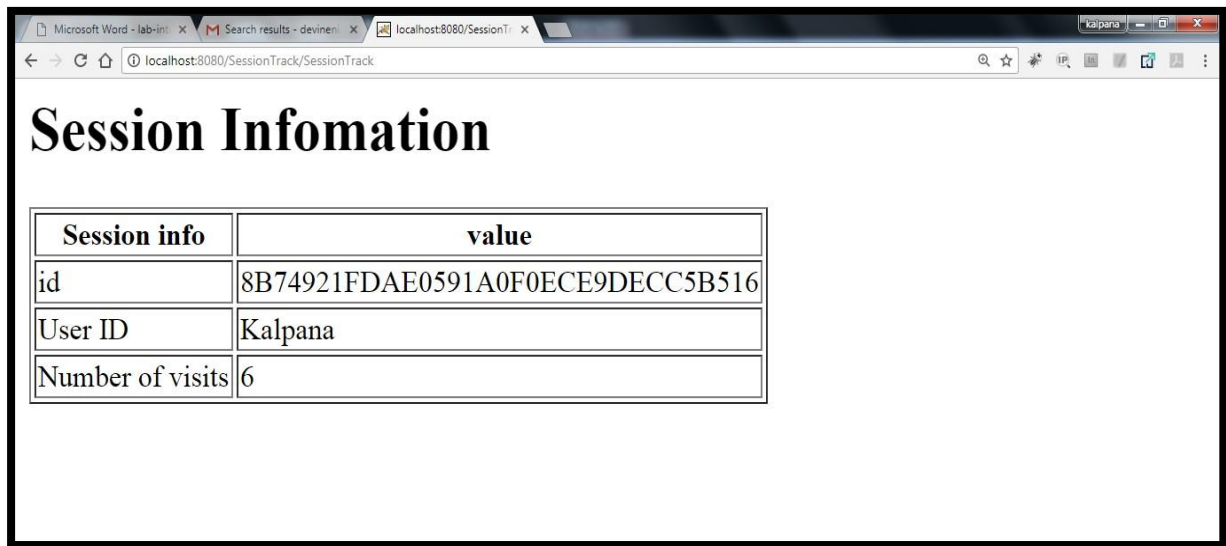 Microsoft Word - lab-int
Search results - devinen
localhost:8080/SessionTr
kalpana
localhost:8080/SessionTrack/SessionTrack
IP
Session Infomation
Session info value
id 8B74921FDAE0591A0F0ECE9DECC5B516
User ID Kalpana
Number of visits 6